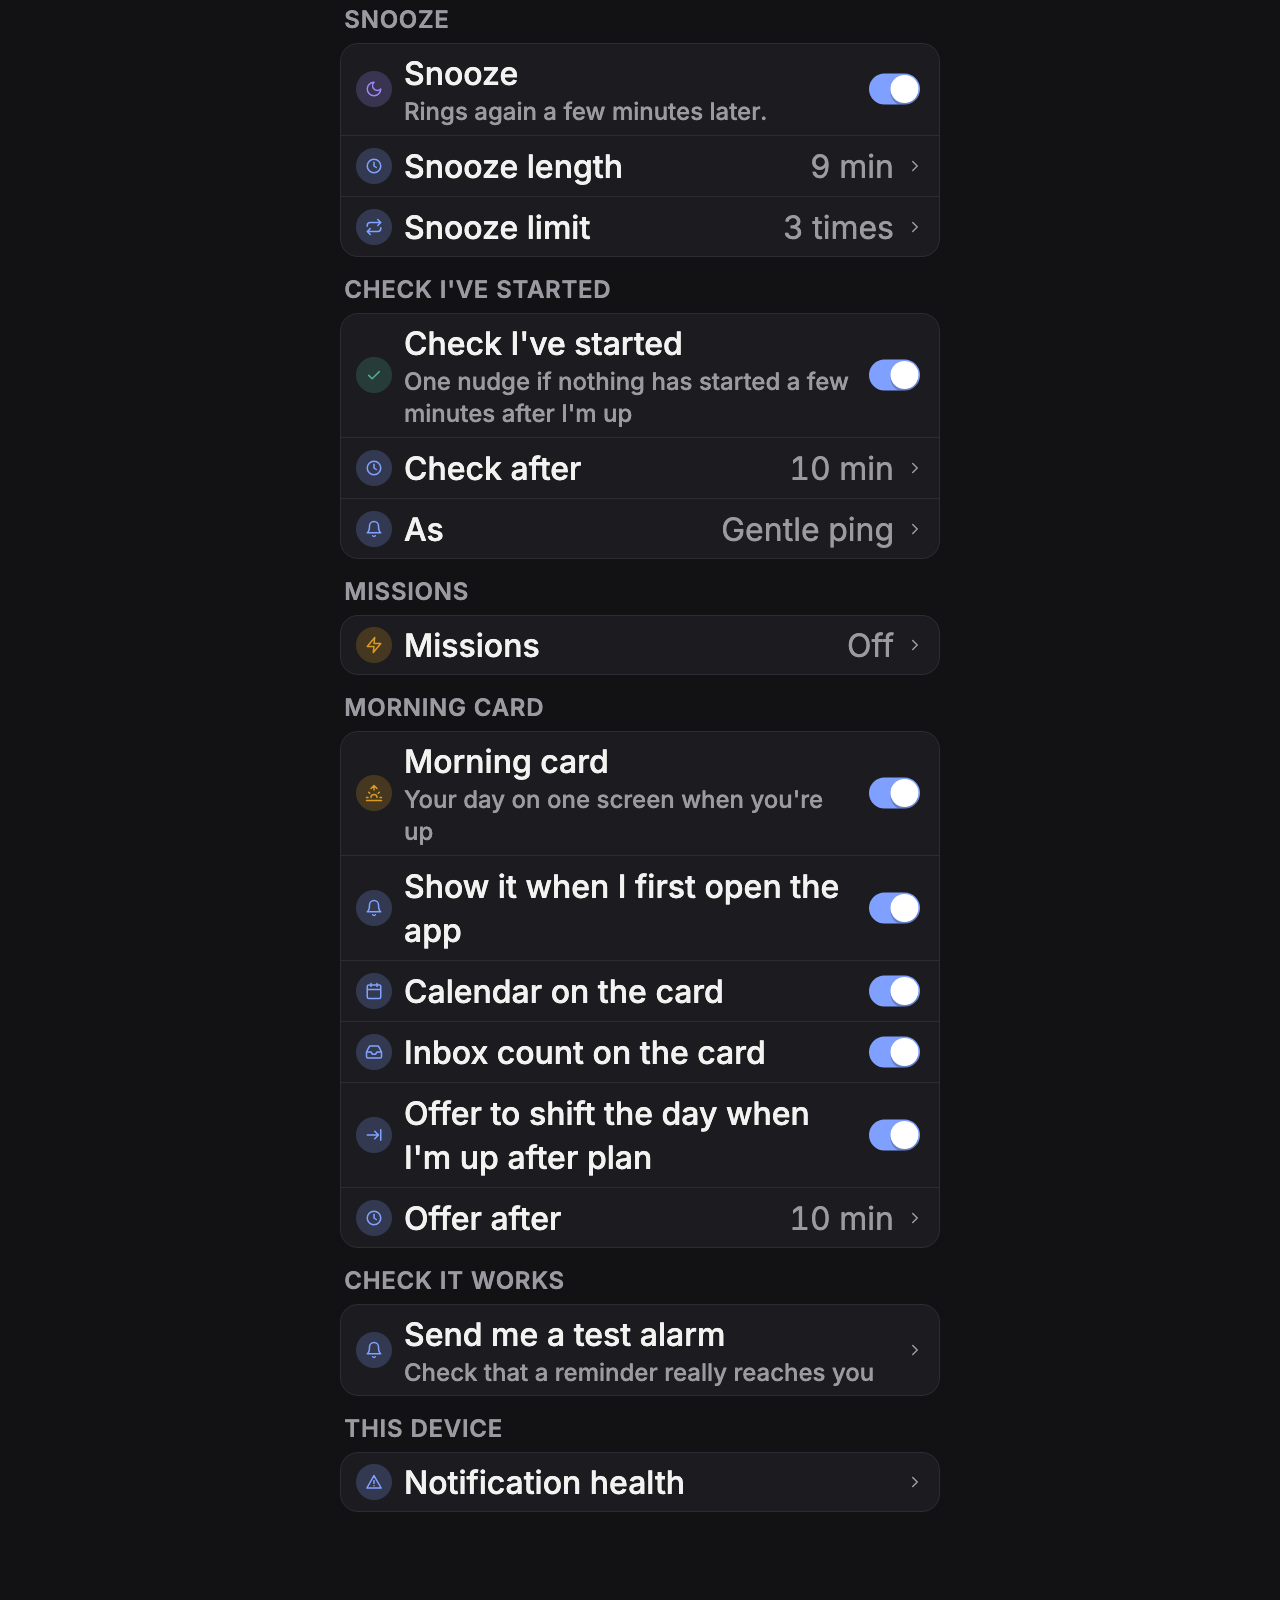 SNOOZE
Snooze
Rings again a few minutes later.
Snooze length 9 min
Snooze limit 3 times
CHECK I'VE STARTED
Check I've started
One nudge if nothing has started a few
minutes after I'm up
Check after 10 min
As Gentle ping
MISSIONS
Missions Off
MORNING CARD
Morning card
Your day on one screen when you're
up
Show it when I first open the
app
Calendar on the card
Inbox count on the card
Offer to shift the day when
I'm up after plan
Offer after 10 min
CHECK IT WORKS
Send me a test alarm
Check that a reminder really reaches you
THIS DEVICE
Notification health